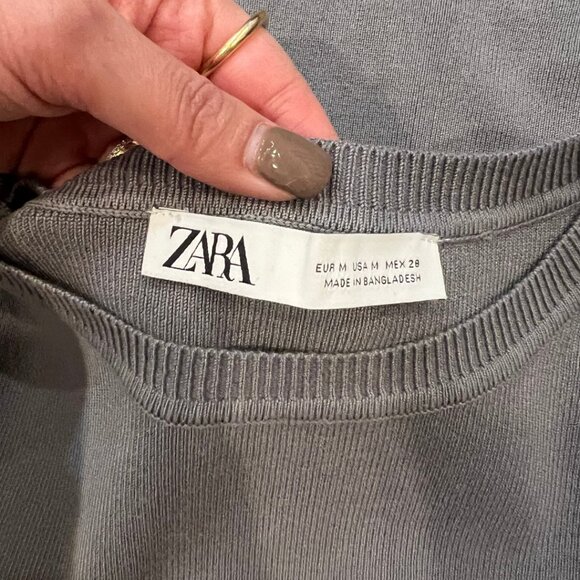 ZARA
EUR M USA M MEX 28
MADE IN BANGLADESH